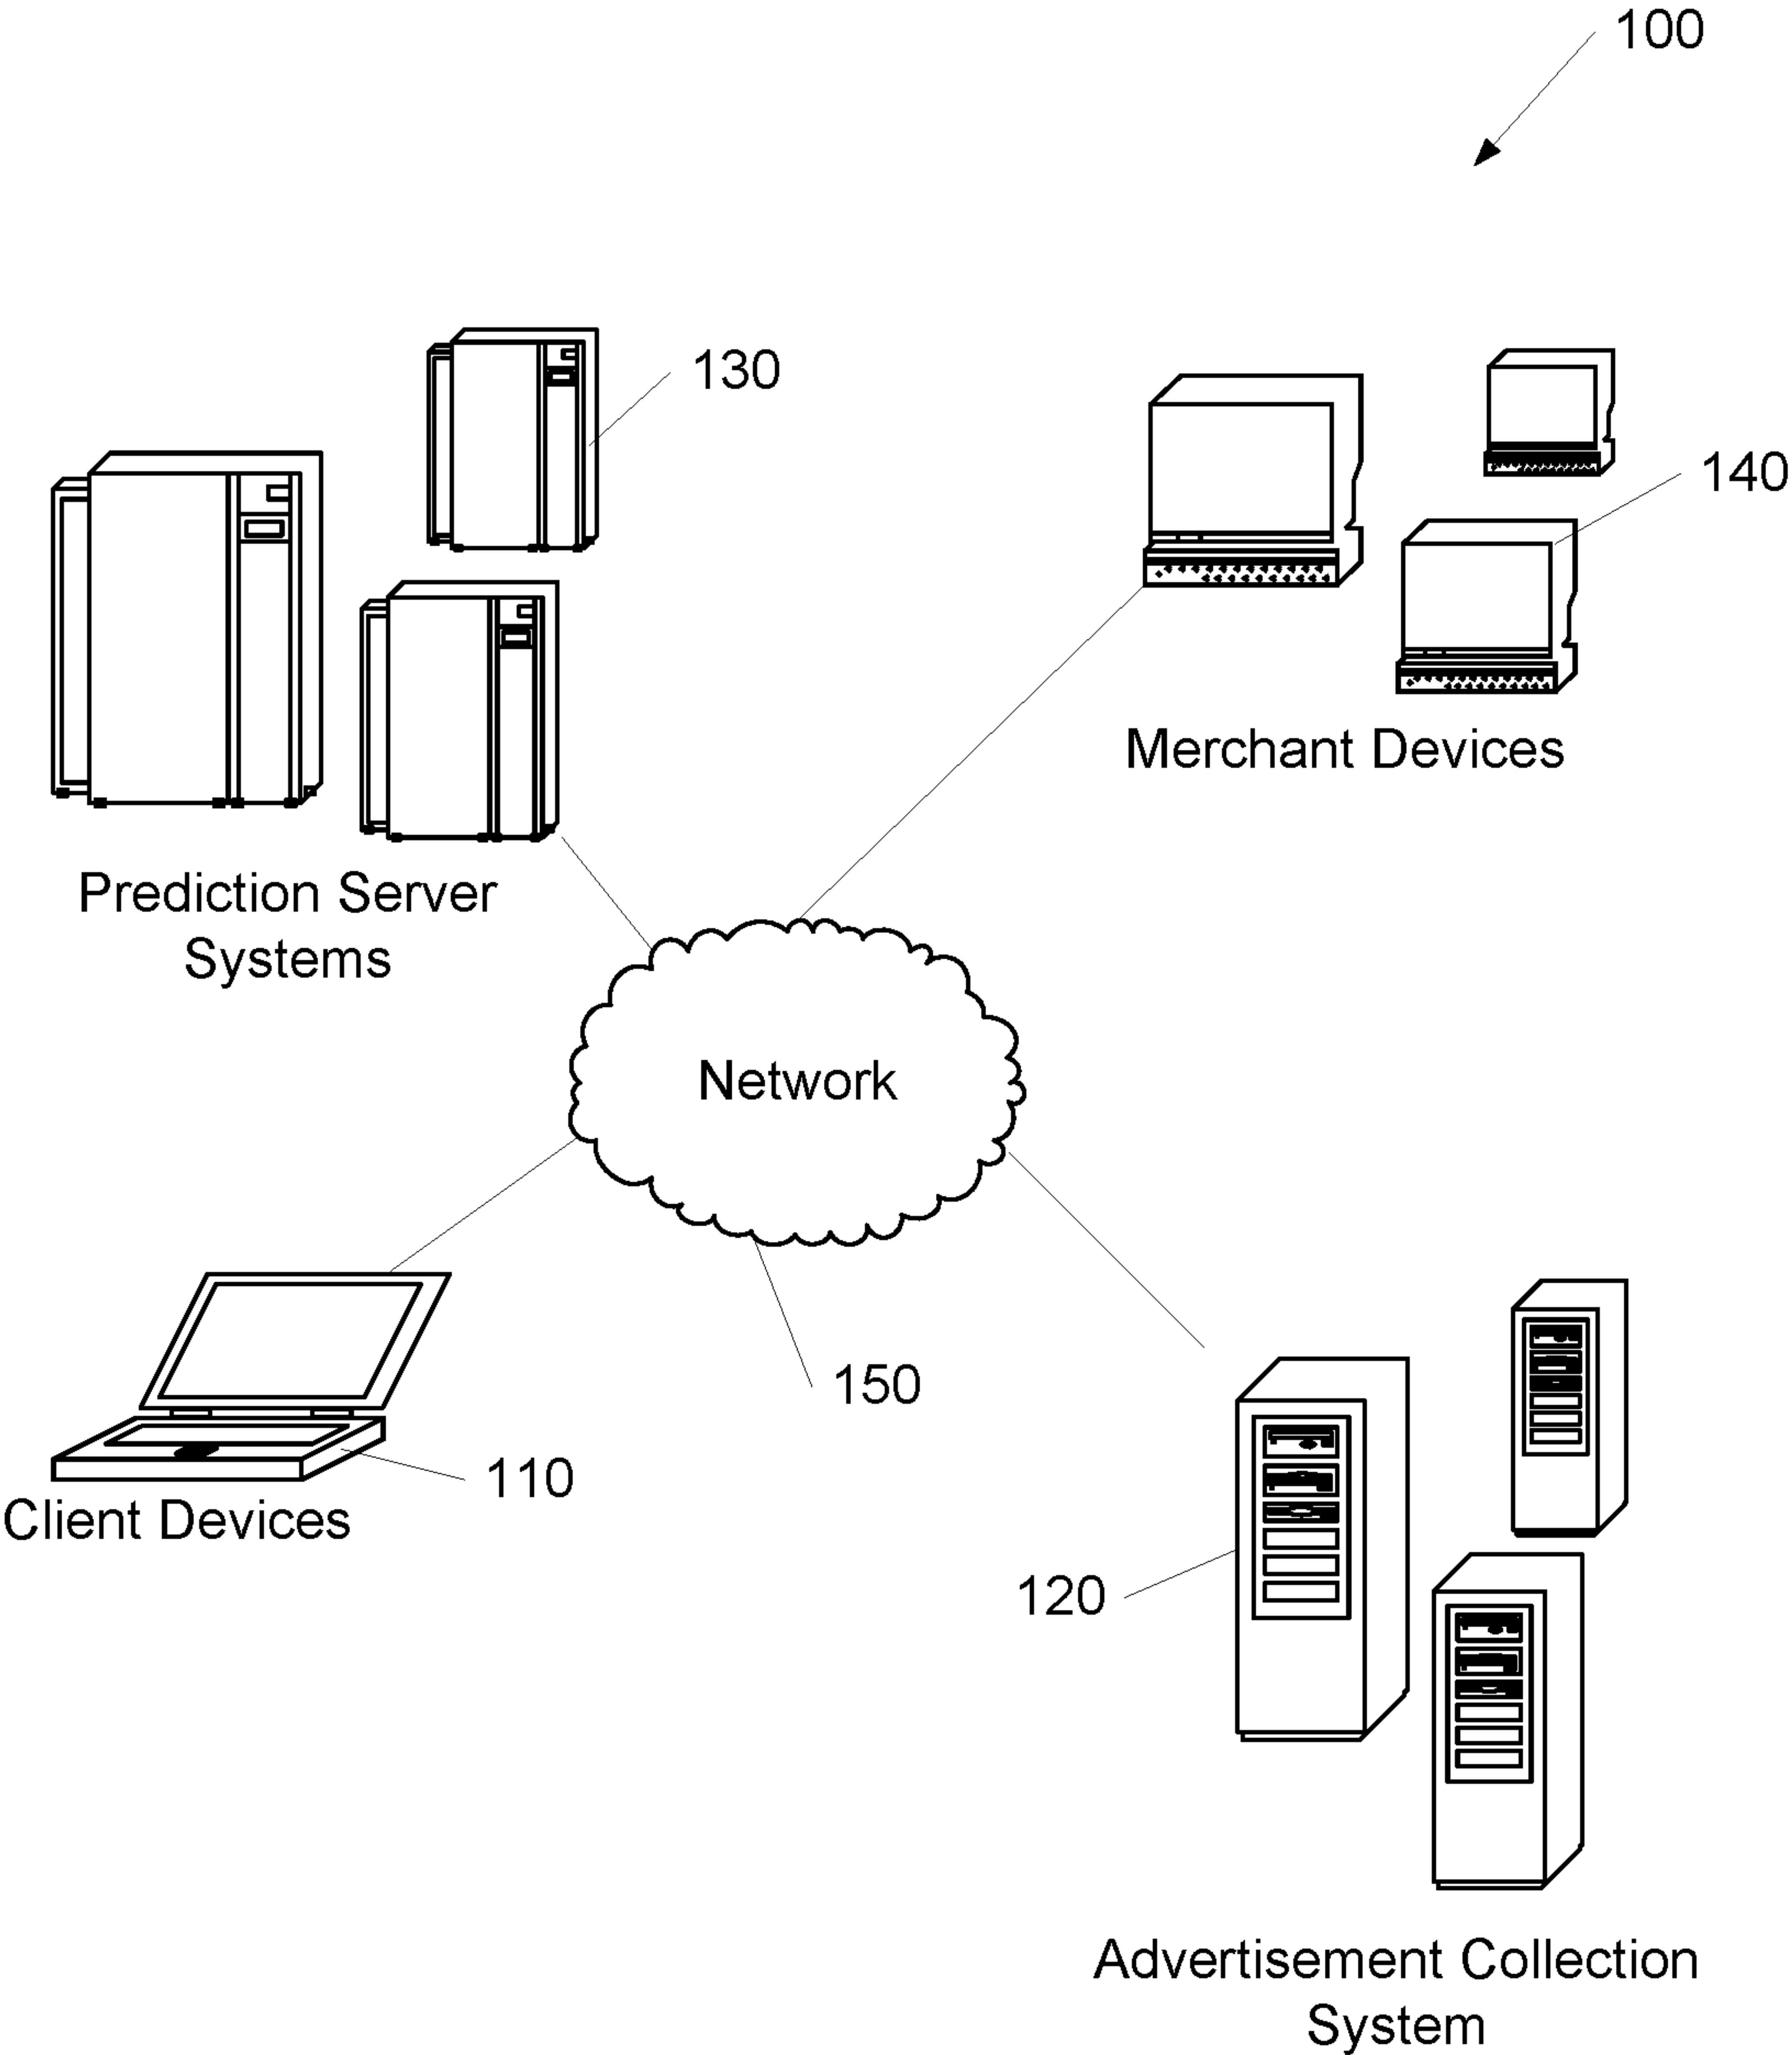 100
130
140
Merchant Devices
Prediction Server
Systems
Network
150
110
Client Devices
120
Advertisement Collection
System